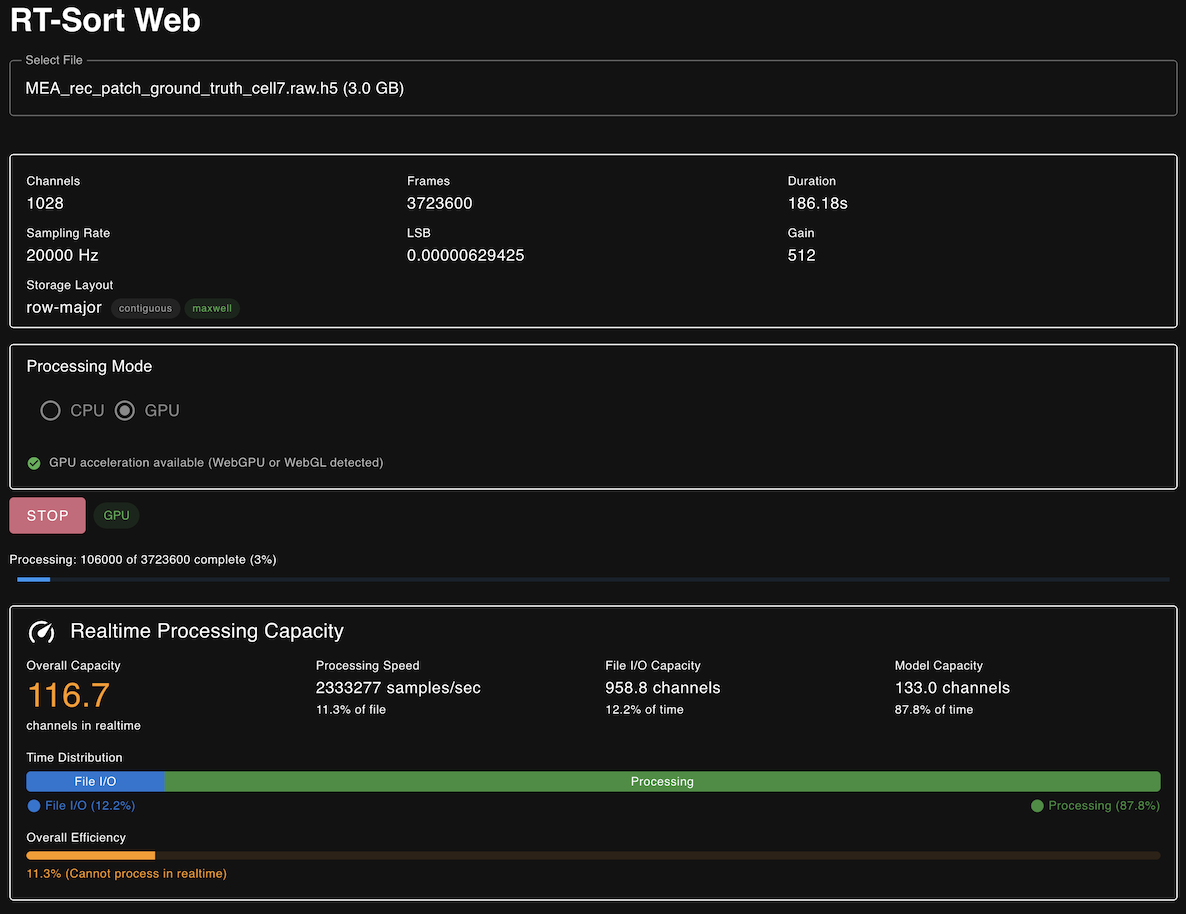 RT-Sort Web
Select File
MEA_rec_patch_ground_truth_cell7.raw.h5 (3.0 GB)
Channels
1028
Frames
3723600
Duration
186.18s
Sampling Rate
20000 Hz
LSB
0.00000629425
Gain
512
Storage Layout
row-major contiguous maxwell
Processing Mode
CPU GPU
GPU acceleration available (WebGPU or WebGL detected)
STOP GPU
Processing: 106000 of 3723600 complete (3%)
Realtime Processing Capacity
Overall Capacity
116.7
channels in realtime
Processing Speed
2333277 samples/sec
11.3% of file
File I/O Capacity
958.8 channels
12.2% of time
Model Capacity
133.0 channels
87.8% of time
Time Distribution
File I/O Processing
File I/O (12.2%) Processing (87.8%)
Overall Efficiency
11.3% (Cannot process in realtime)